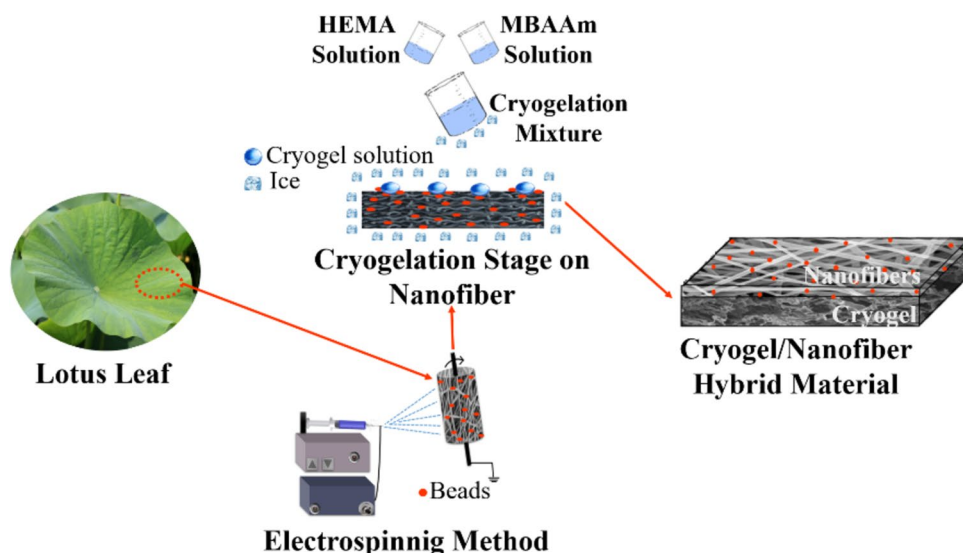 HEMA
Solution
MBAAm
Solution
Cryogelation
Mixture
Cryogel solution
Ice
Cryogelation Stage on
Nanofiber
Lotus Leaf
Nanofibers
Cryogel
Cryogel/Nanofiber
Hybrid Material
Beads
Electrospinnig Method